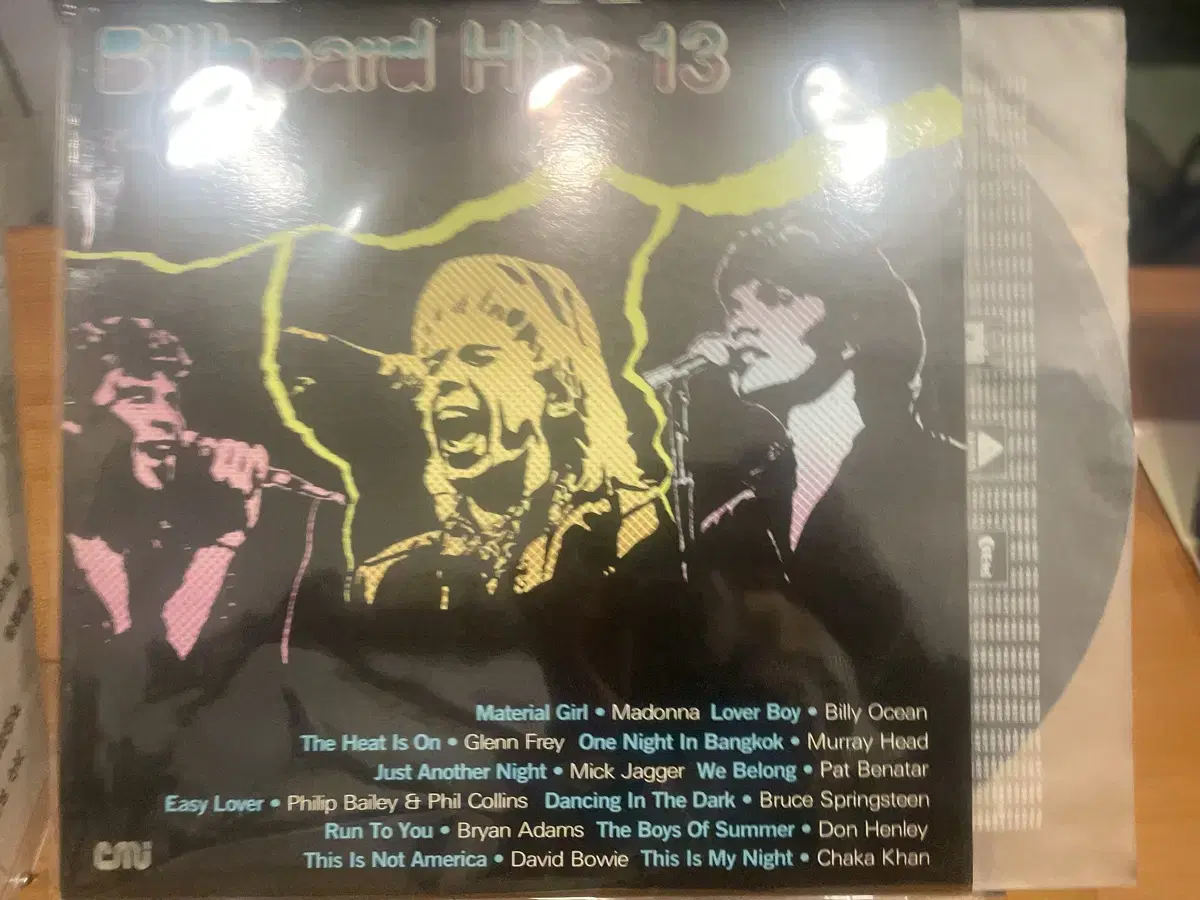 Billboard Hits 13
Material Girl • Madonna Lover Boy • Billy Ocean
The Heat Is On • Glenn Frey One Night In Bangkok • Murray Head
Just Another Night • Mick Jagger We Belong • Pat Benatar
Easy Lover • Philip Bailey & Phil Collins Dancing In The Dark • Bruce Springsteen
Run To You • Bryan Adams The Boys Of Summer • Don Henley
This Is Not America • David Bowie This Is My Night • Chaka Khan